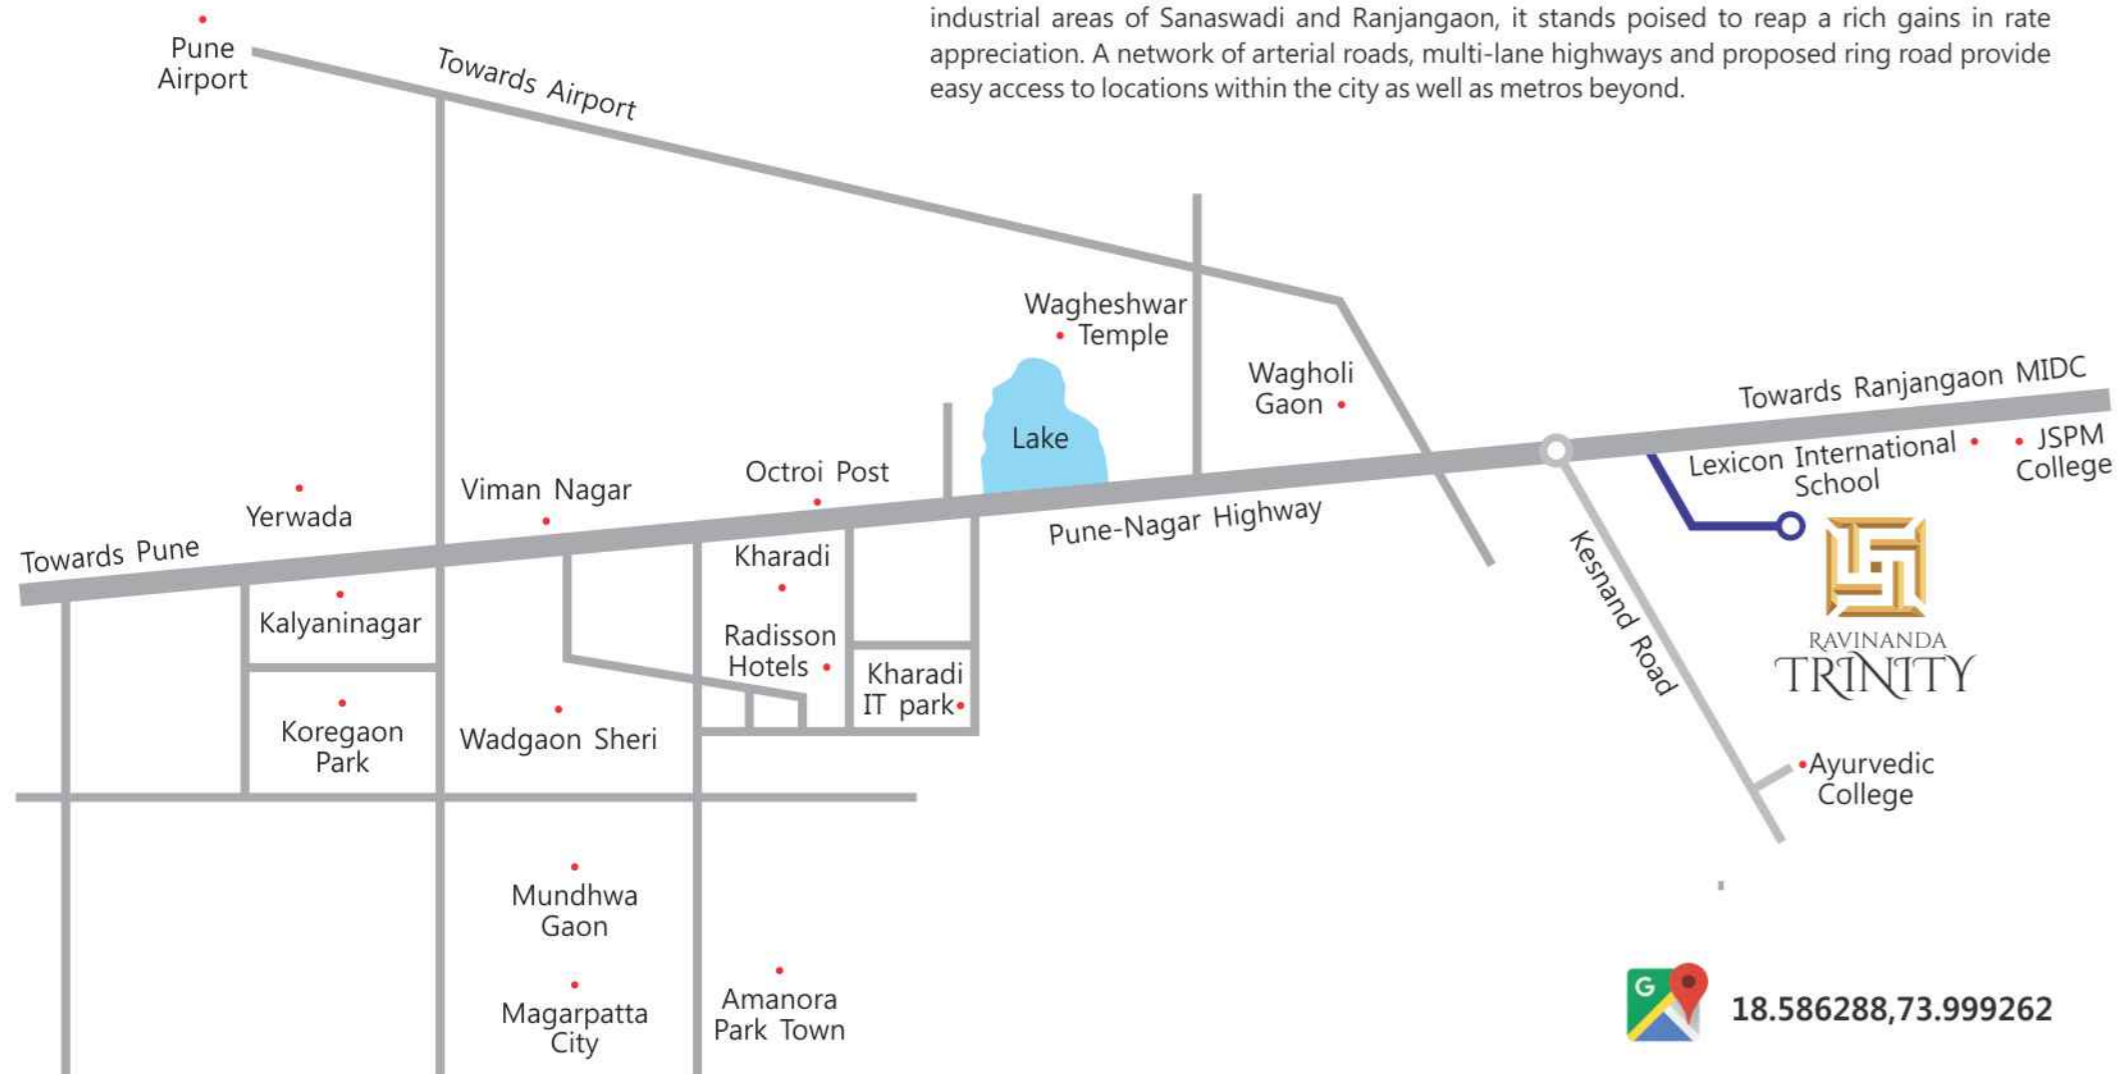 industrial areas of Sanaswadi and Ranjangaon, it stands poised to reap a rich gains in rate
appreciation. A network of arterial roads, multi-lane highways and proposed ring road provide
easy access to locations within the city as well as metros beyond.
Pune
Airport
Towards Airport
Wagheshwar
Temple
Wagholi
Gaon
Lake
Towards Ranjangaon MIDC
Lexicon International
School
JSPM
College
Octroi Post
Viman Nagar
Yerwada
Towards Pune
Pune-Nagar Highway
Kesnand Road
Kalyaninagar
Kharadi
Radisson
Hotels
Kharadi
IT park
Koregaon
Park
Wadgaon Sheri
RAVINANDA
TRINITY
Ayurvedic
College
Mundhwa
Gaon
Magarpatta
City
Amanora
Park Town
G
18.586288,73.999262